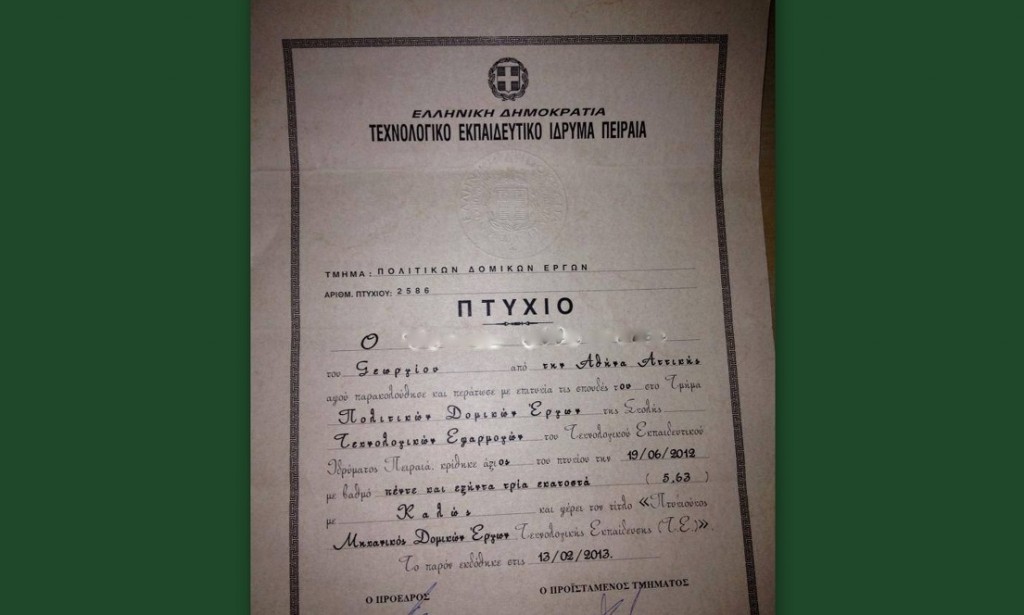 ΕΛΛΗΝΙΚΗ ΔΗΜΟΚΡΑΤΙΑ
ΤΕΧΝΟΛΟΓΙΚΟ ΕΚΠΑΙΔΕΥΤΙΚΟ ΙΔΡΥΜΑ ΠΕΙΡΑΙΑ
ΤΜΗΜΑ: ΠΟΛΙΤΙΚΩΝ ΔΟΜΙΚΩΝ ΕΡΓΩΝ
ΑΡΙΘΜ. ΠΤΥΧΙΟΥ: 2586
ΠΤΥΧΙΟ
Ο
του Γεωργίου από την Αθήνα Αττικής
αφού παρακολούθησε και περάτωσε με επιτυχία τις σπουδές του στο Τμήμα
Πολιτικών Δομικών Έργων της Σχολής
Τεχνολογικών Εφαρμογών του Τεχνολογικού Εκπαιδευτικού
Ιδρύματος Πειραιά, κρίθηκε άξιος του πτυχίου την 19/06/2012
με βαθμό πέντε και εξήντα τρία εκατοστά (5,63)
με Καλώς και φέρει τον τίτλο «Πτυχιούχος
Μηχανικός Δομικών Έργων Τεχνολογικής Εκπαίδευσης (Τ.Ε.)».
Το παρόν εκδόθηκε στις 13/02/2013.
Ο ΠΡΟΕΔΡΟΣ Ο ΠΡΟΪΣΤΑΜΕΝΟΣ ΤΜΗΜΑΤΟΣ